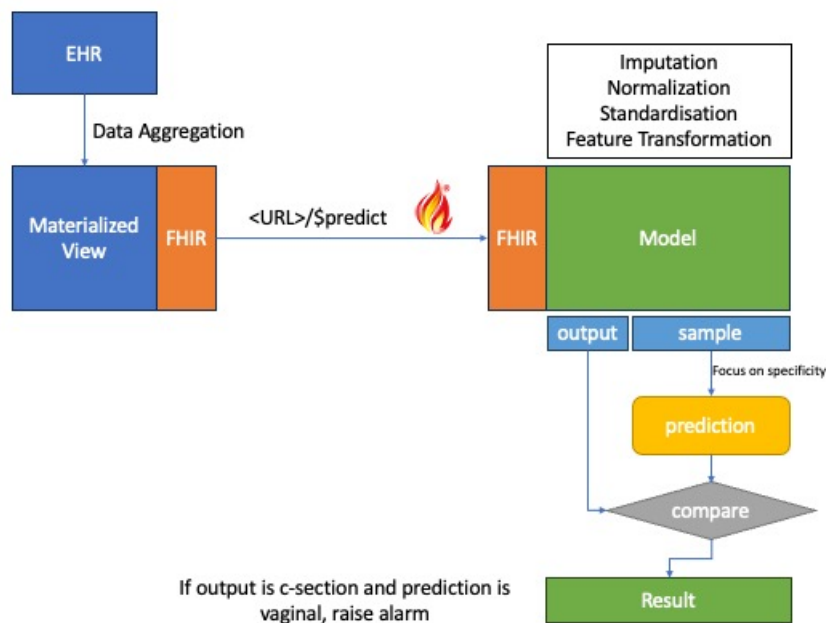 EHR
Imputation
Normalization
Standardisation
Feature Transformation
Data Aggregation
Materialized
View
FHIR
<URL>/$predict
FHIR
Model
output
sample
Focus on specificity
prediction
compare
If output is c-section and prediction is
vaginal, raise alarm
Result